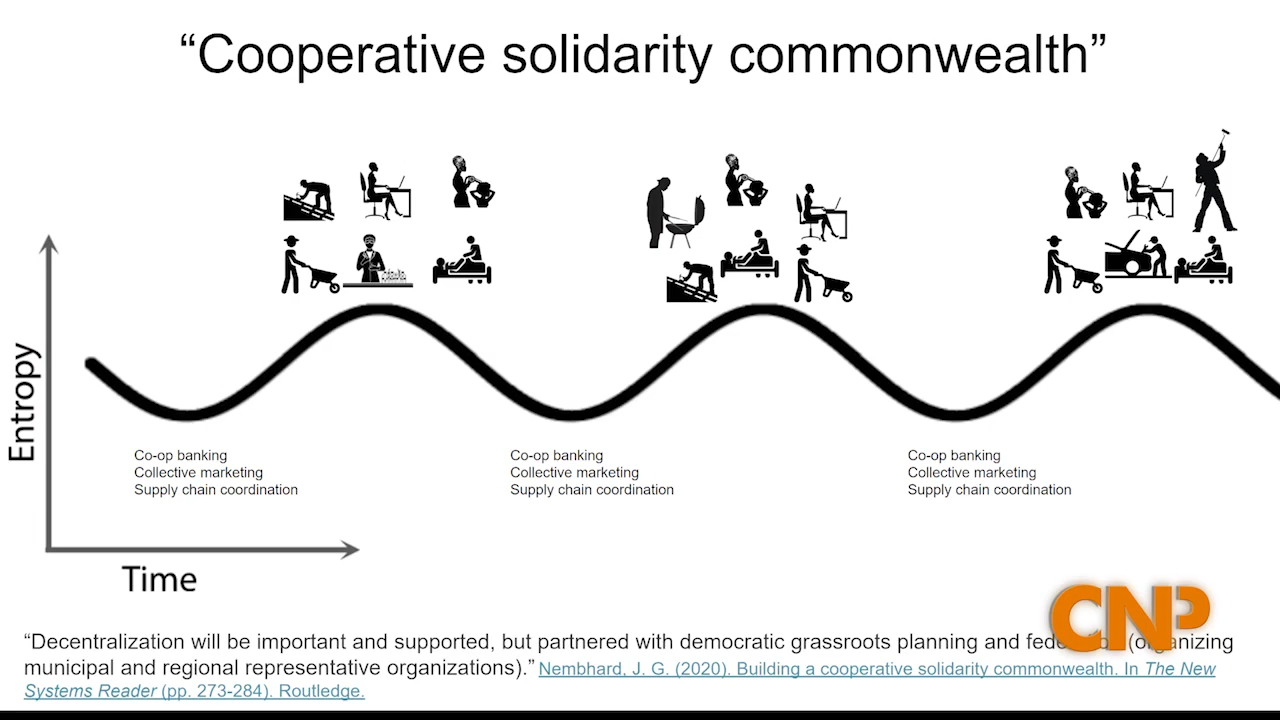 “Cooperative solidarity commonwealth”
Entropy
Co-op banking
Collective marketing
Supply chain coordination
Co-op banking
Collective marketing
Supply chain coordination
Co-op banking
Collective marketing
Supply chain coordination
Time
CNP
“Decentralization will be important and supported, but partnered with democratic grassroots planning and (organizing
municipal and regional representative organizations).” Nembhard, J. G. (2020). Building a cooperative solidarity commonwealth. In The New
Systems Reader (pp. 273-284). Routledge.